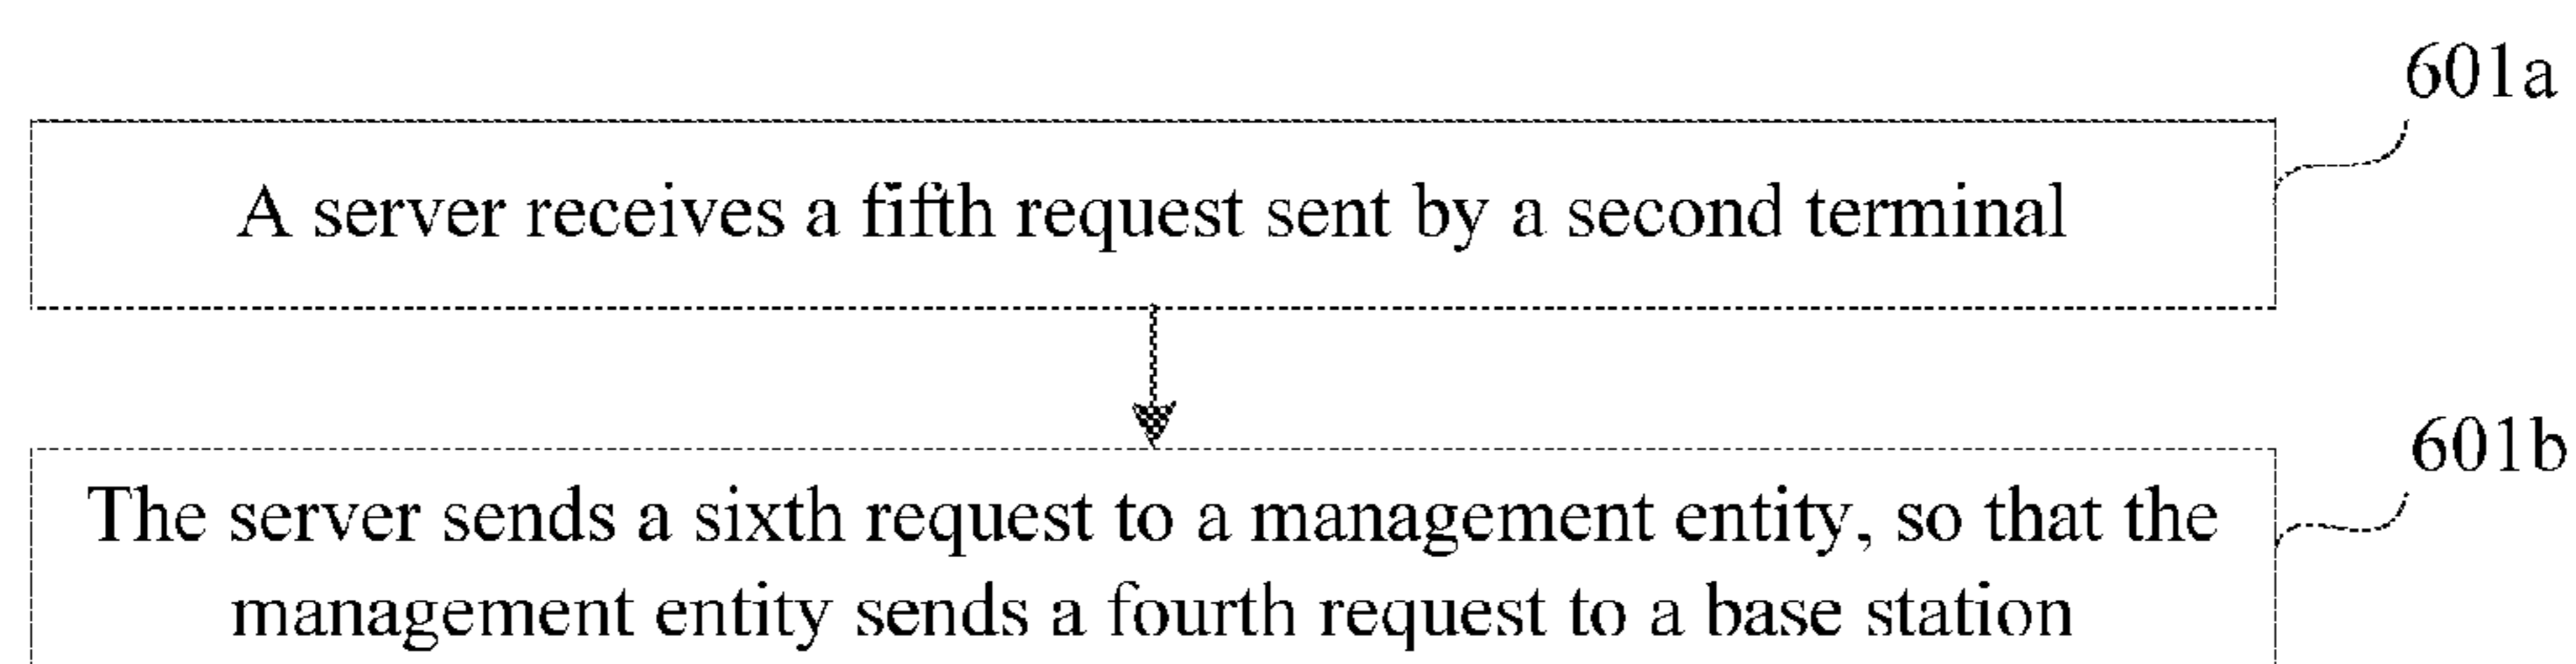 601a
A server receives a fifth request sent by a second terminal
601b
The server sends a sixth request to a management entity, so that the
management entity sends a fourth request to a base station